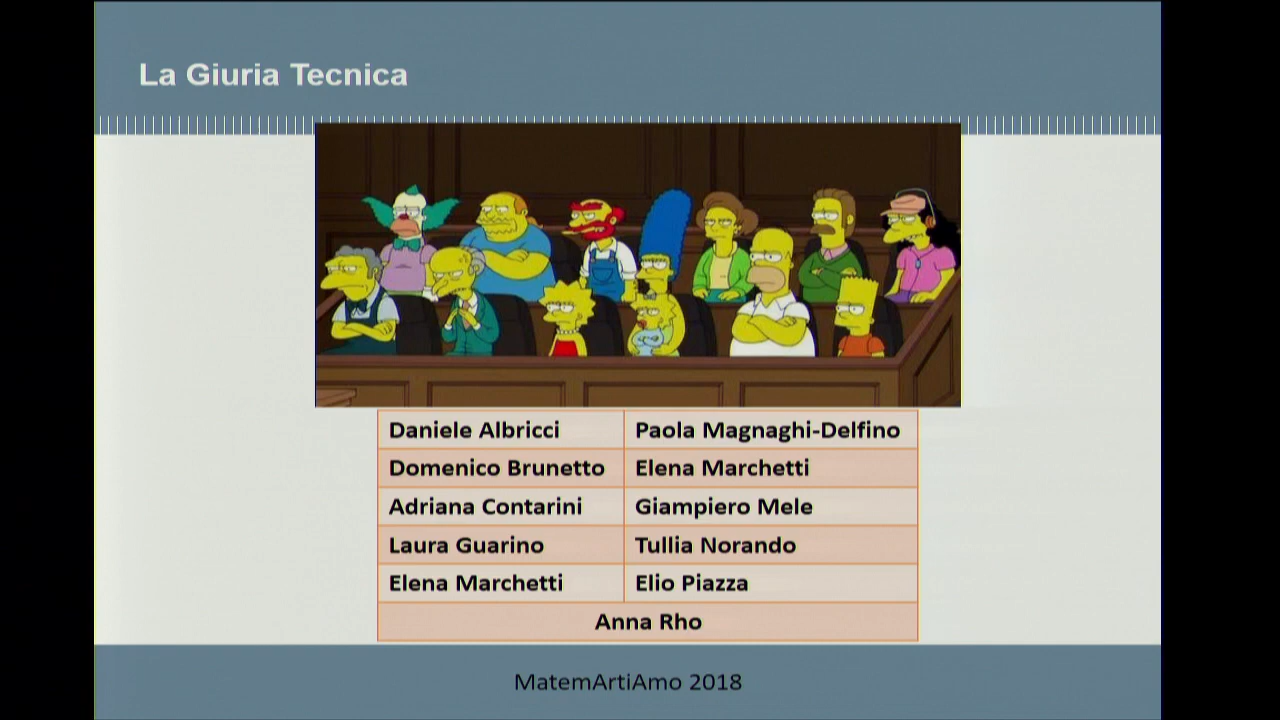 La Giuria Tecnica
Daniele Albricci Paola Magnaghi-Delfino
Domenico Brunetto Elena Marchetti
Adriana Contarini Giampiero Mele
Laura Guarino Tullia Norando
Elena Marchetti Elio Piazza
Anna Rho
MatemArtiAmo 2018